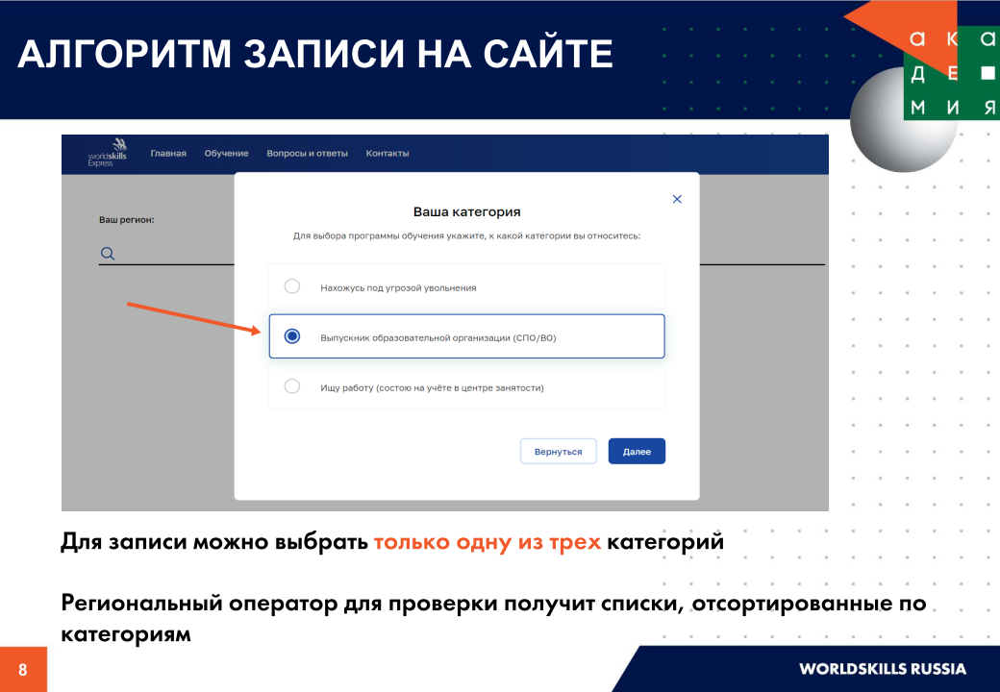 АЛГОРИТМ ЗАПИСИ НА САЙТЕ
а к а
Д Е
М И Я
worldskills
Express
Главная Обучение Вопросы и ответы Контакты
Ваш регион:
Ваша категория
Для выбора программы обучения укажите, к какой категории вы относитесь:
Нахожусь под угрозой увольнения
Выпускник образовательной организации (СПО/ВО)
Ищу работу (состою на учёте в центре занятости)
Вернуться Далее
Для записи можно выбрать только одну из трех категорий
Региональный оператор для проверки получит списки, отсортированные по
категориям
8
WORLDSKILLS RUSSIA